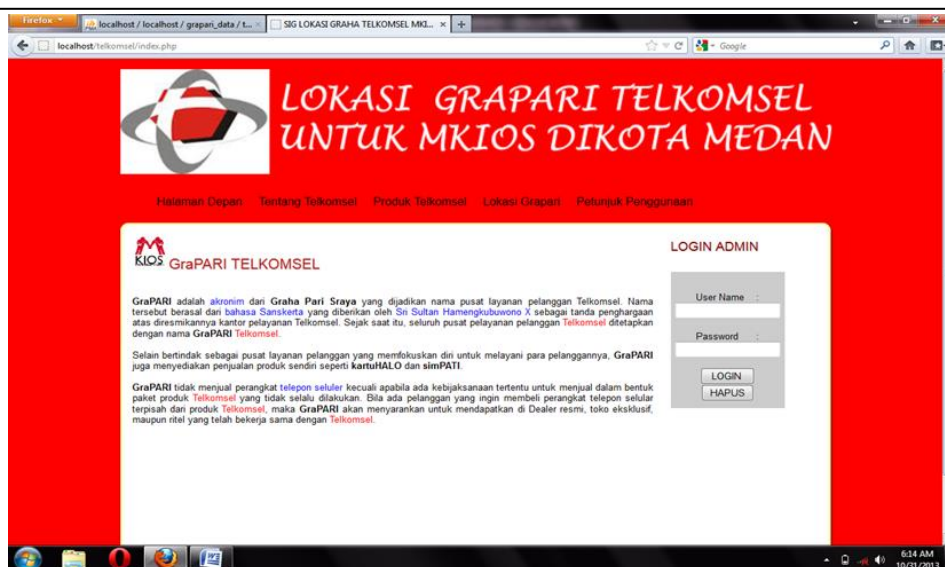 Firefox
localhost / localhost / grapari_data / t...
SIG LOKASI GRAHA TELKOMSEL MKI...
localhost/telkomsel/index.php
Google
LOKASI GRAPARI TELKOMSEL
UNTUK MKIOS DIKOTA MEDAN
Halaman Depan Tentang Telkomsel Produk Telkomsel Lokasi Grapari Petunjuk Penggunaan
KIOS GraPARI TELKOMSEL
GraPARI adalah akronim dari Graha Pari Sraya yang dijadikan nama pusat layanan pelanggan Telkomsel. Nama
tersebut berasal dari bahasa Sanskerta yang diberikan oleh Sri Sultan Hamengkubuwono X sebagai tanda penghargaan
atas diresmikannya kantor pelayanan Telkomsel. Sejak saat itu, seluruh pusat pelayanan pelanggan Telkomsel ditetapkan
dengan nama GraPARI Telkomsel.
Selain bertindak sebagai pusat layanan pelanggan yang memfokuskan diri untuk melayani para pelanggannya, GraPARI
juga menyediakan penjualan produk sendiri seperti kartuHALO dan simPATI.
GraPARI tidak menjual perangkat telepon seluler kecuali apabila ada kebijaksanaan tertentu untuk menjual dalam bentuk
paket produk Telkomsel yang tidak selalu dilakukan. Bila ada pelanggan yang ingin membeli perangkat telepon selular
terpisah dari produk Telkomsel, maka GraPARI akan menyarankan untuk mendapatkan di Dealer resmi, toko eksklusif,
maupun ritel yang telah bekerja sama dengan Telkomsel.
LOGIN ADMIN
User Name :
Password :
LOGIN
HAPUS
6:14 AM
10/31/2013